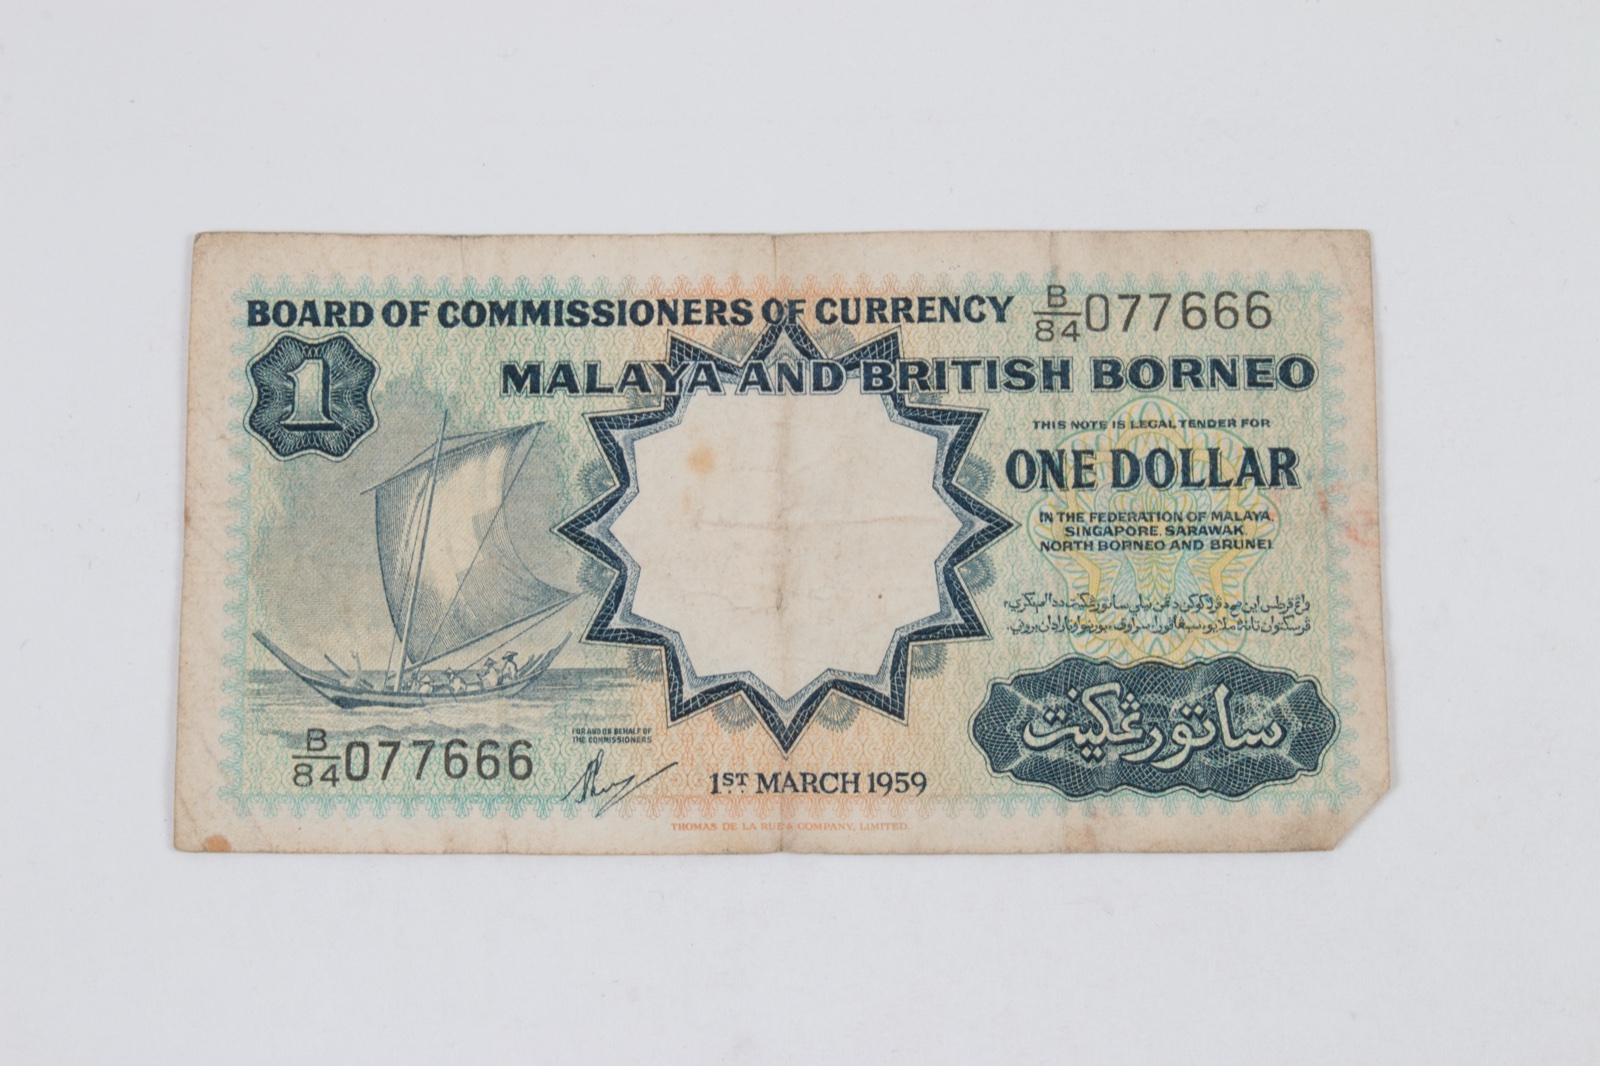 BOARD OF COMMISSIONERS OF CURRENCY
B/84 077666
1
MALAYA AND BRITISH BORNEO
THIS NOTE IS LEGAL TENDER FOR
ONE DOLLAR
IN THE FEDERATION OF MALAYA,
SINGAPORE, SARAWAK,
NORTH BORNEO AND BRUNEI.
ساتو رڠݢيت
B/84 077666
FOR AND ON BEHALF OF
THE COMMISSIONERS
1ST MARCH 1959
THOMAS DE LA RUE & COMPANY, LIMITED.